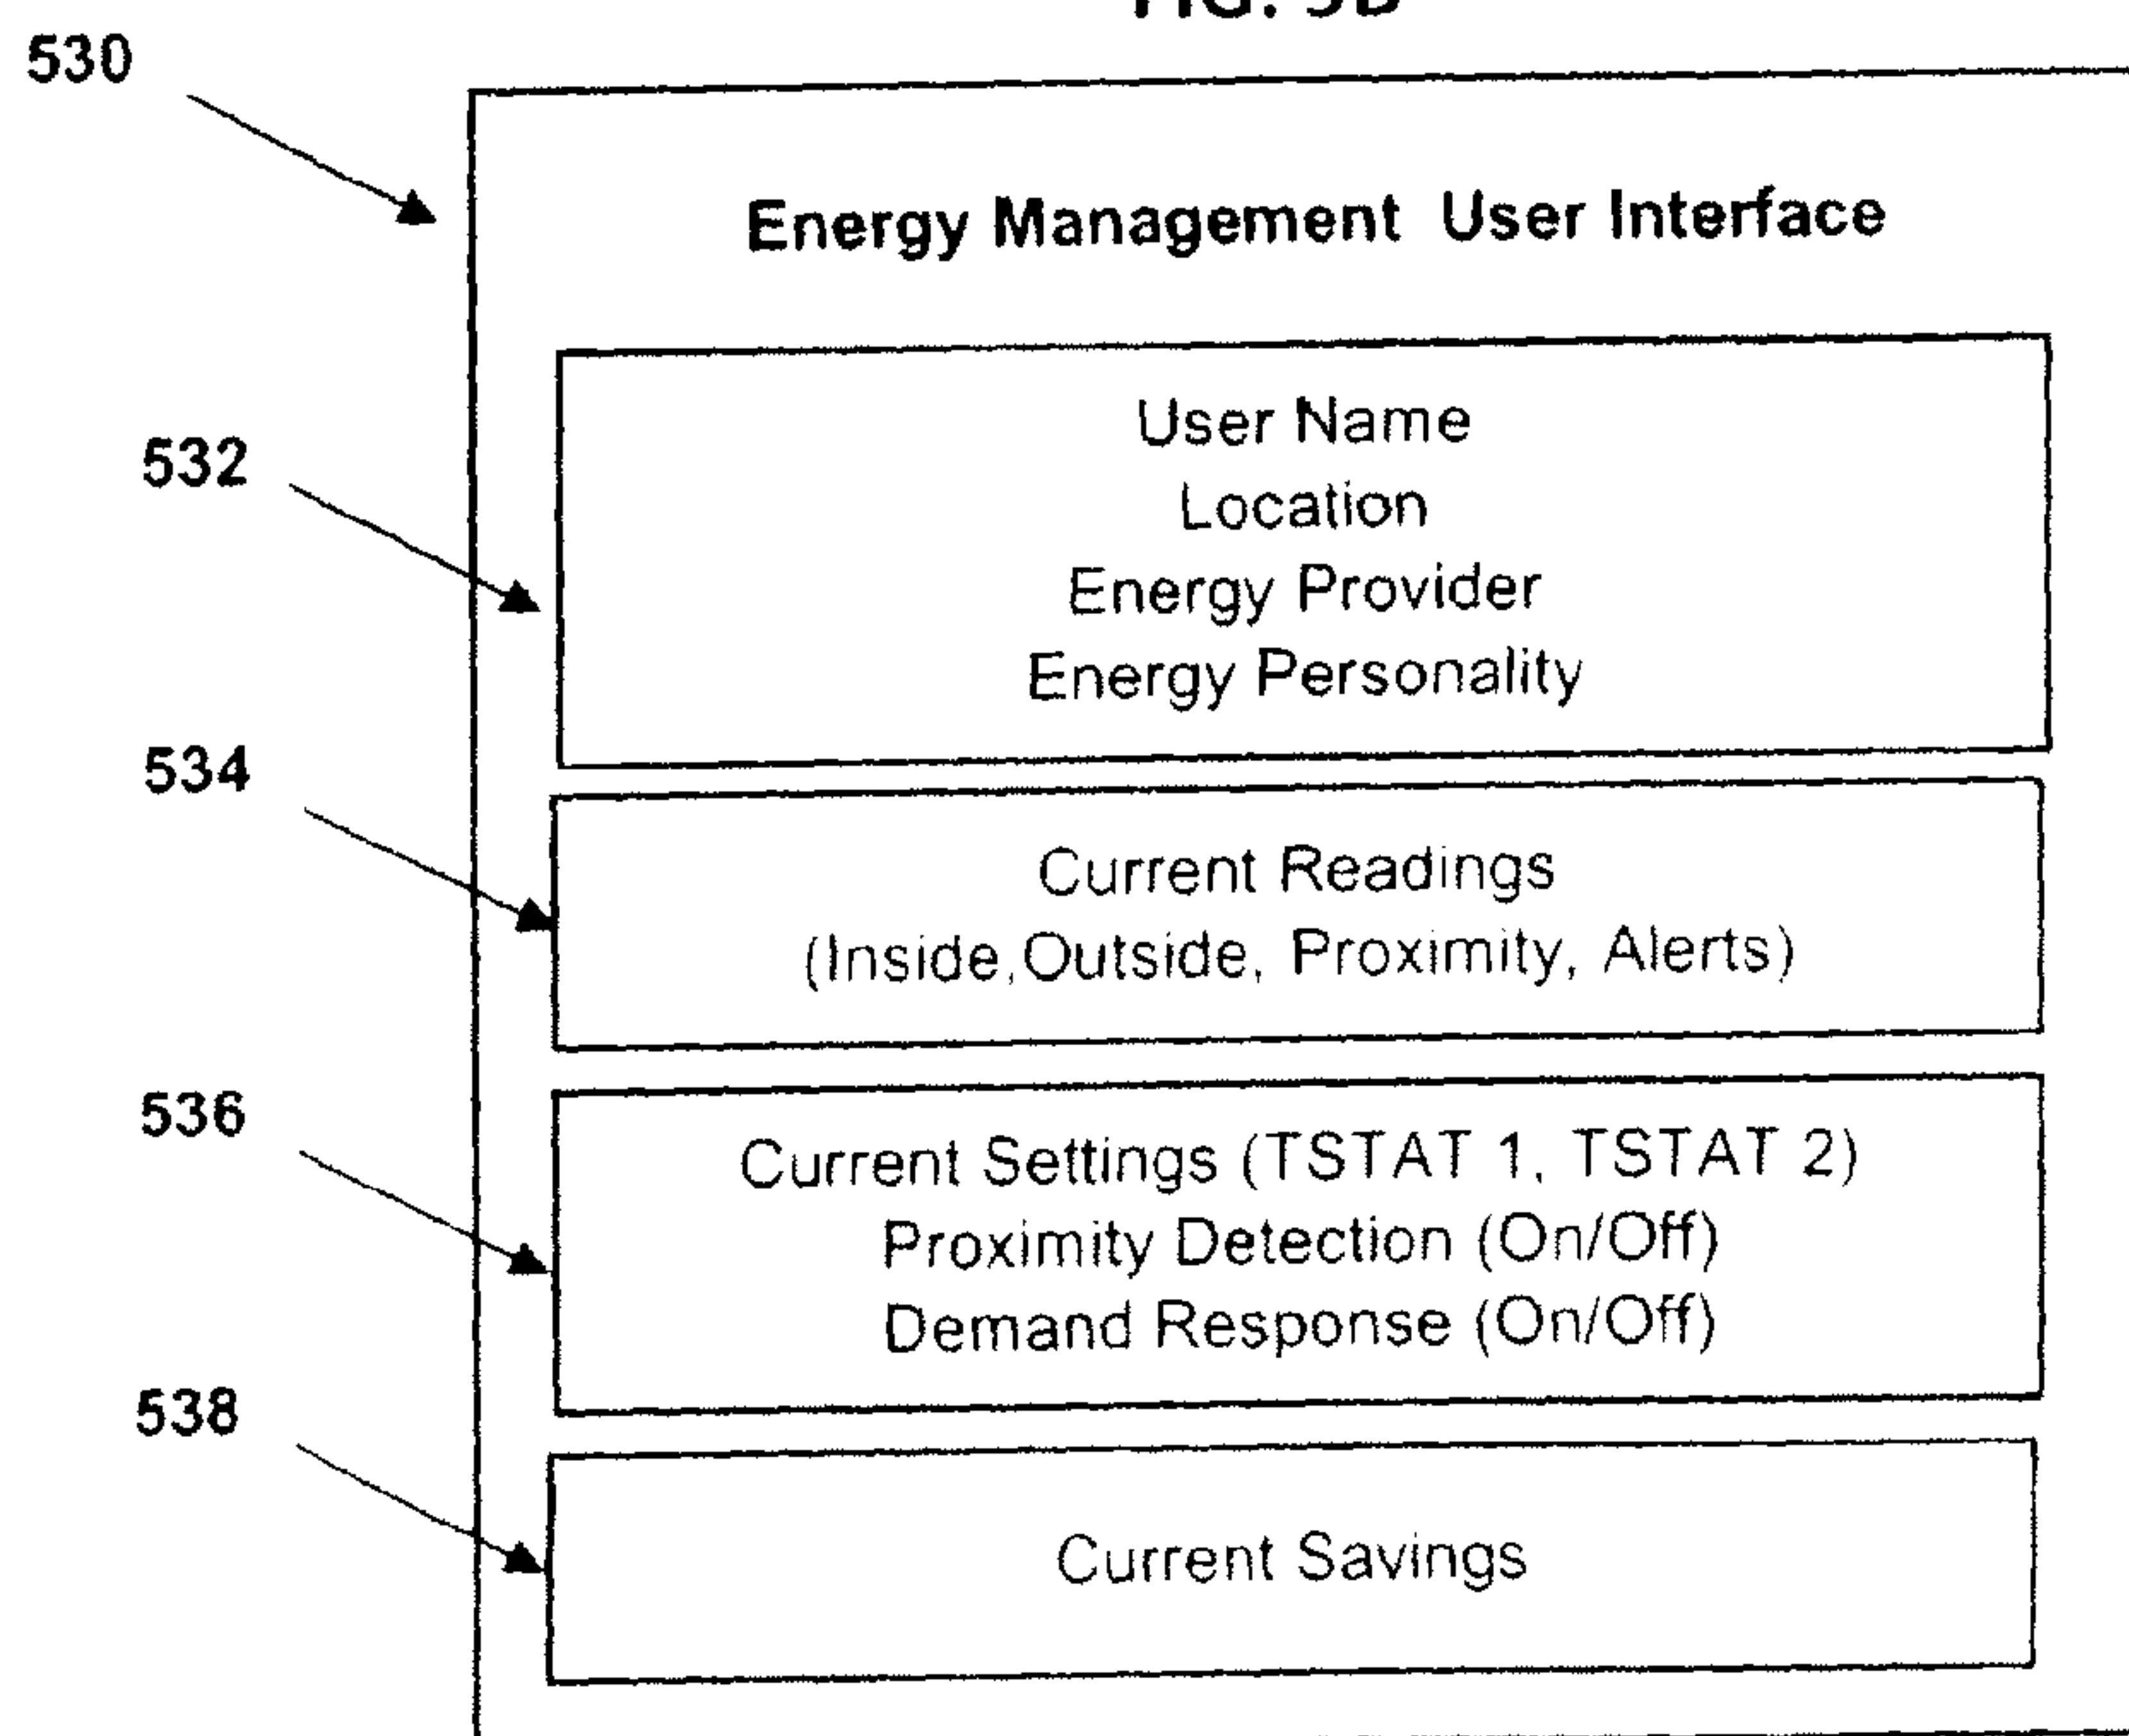 530
Energy Management User Interface
532
User Name
Location
Energy Provider
Energy Personality
534
Current Readings
(Inside,Outside, Proximity, Alerts)
536
Current Settings (TSTAT 1, TSTAT 2)
Proximity Detection (On/Off)
Demand Response (On/Off)
538
Current Savings